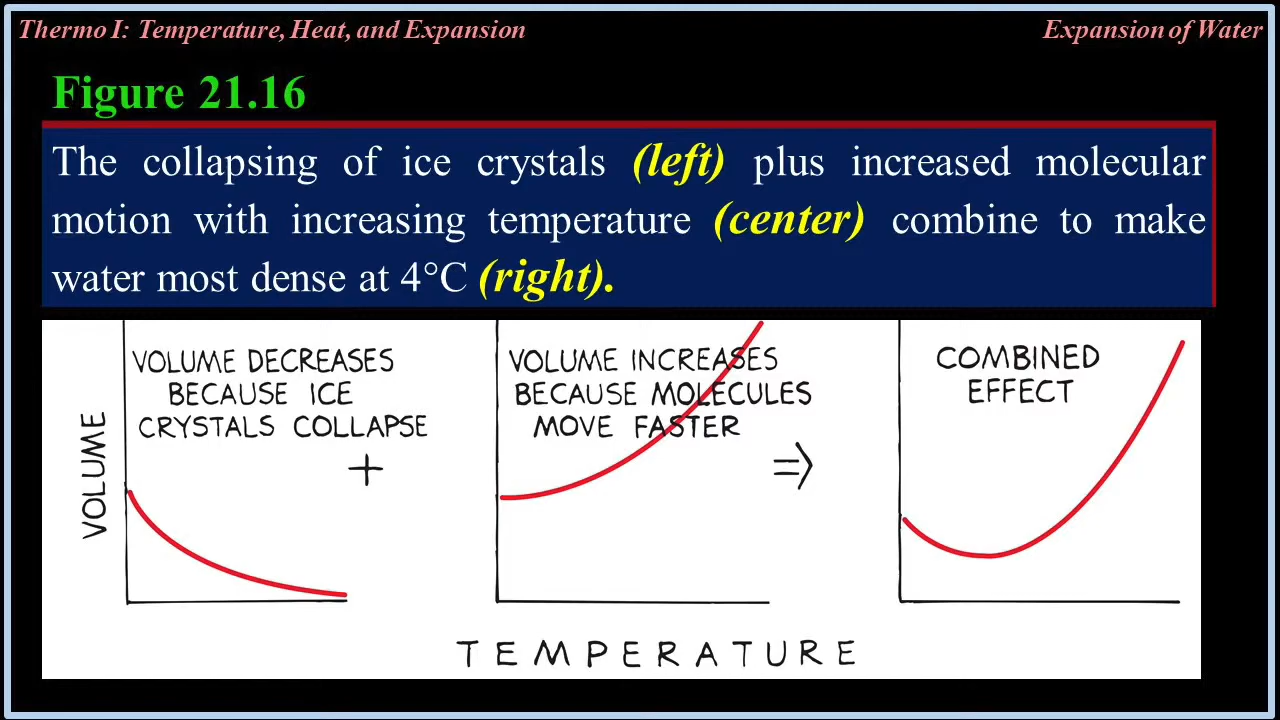 Thermo I: Temperature, Heat, and Expansion
Expansion of Water
Figure 21.16
The collapsing of ice crystals (left) plus increased molecular
motion with increasing temperature (center) combine to make
water most dense at 4°C (right).
VOLUME
VOLUME DECREASES
BECAUSE ICE
CRYSTALS COLLAPSE
+
VOLUME INCREASES
BECAUSE MOLECULES
MOVE FASTER
⇒
COMBINED
EFFECT
TEMPERATURE